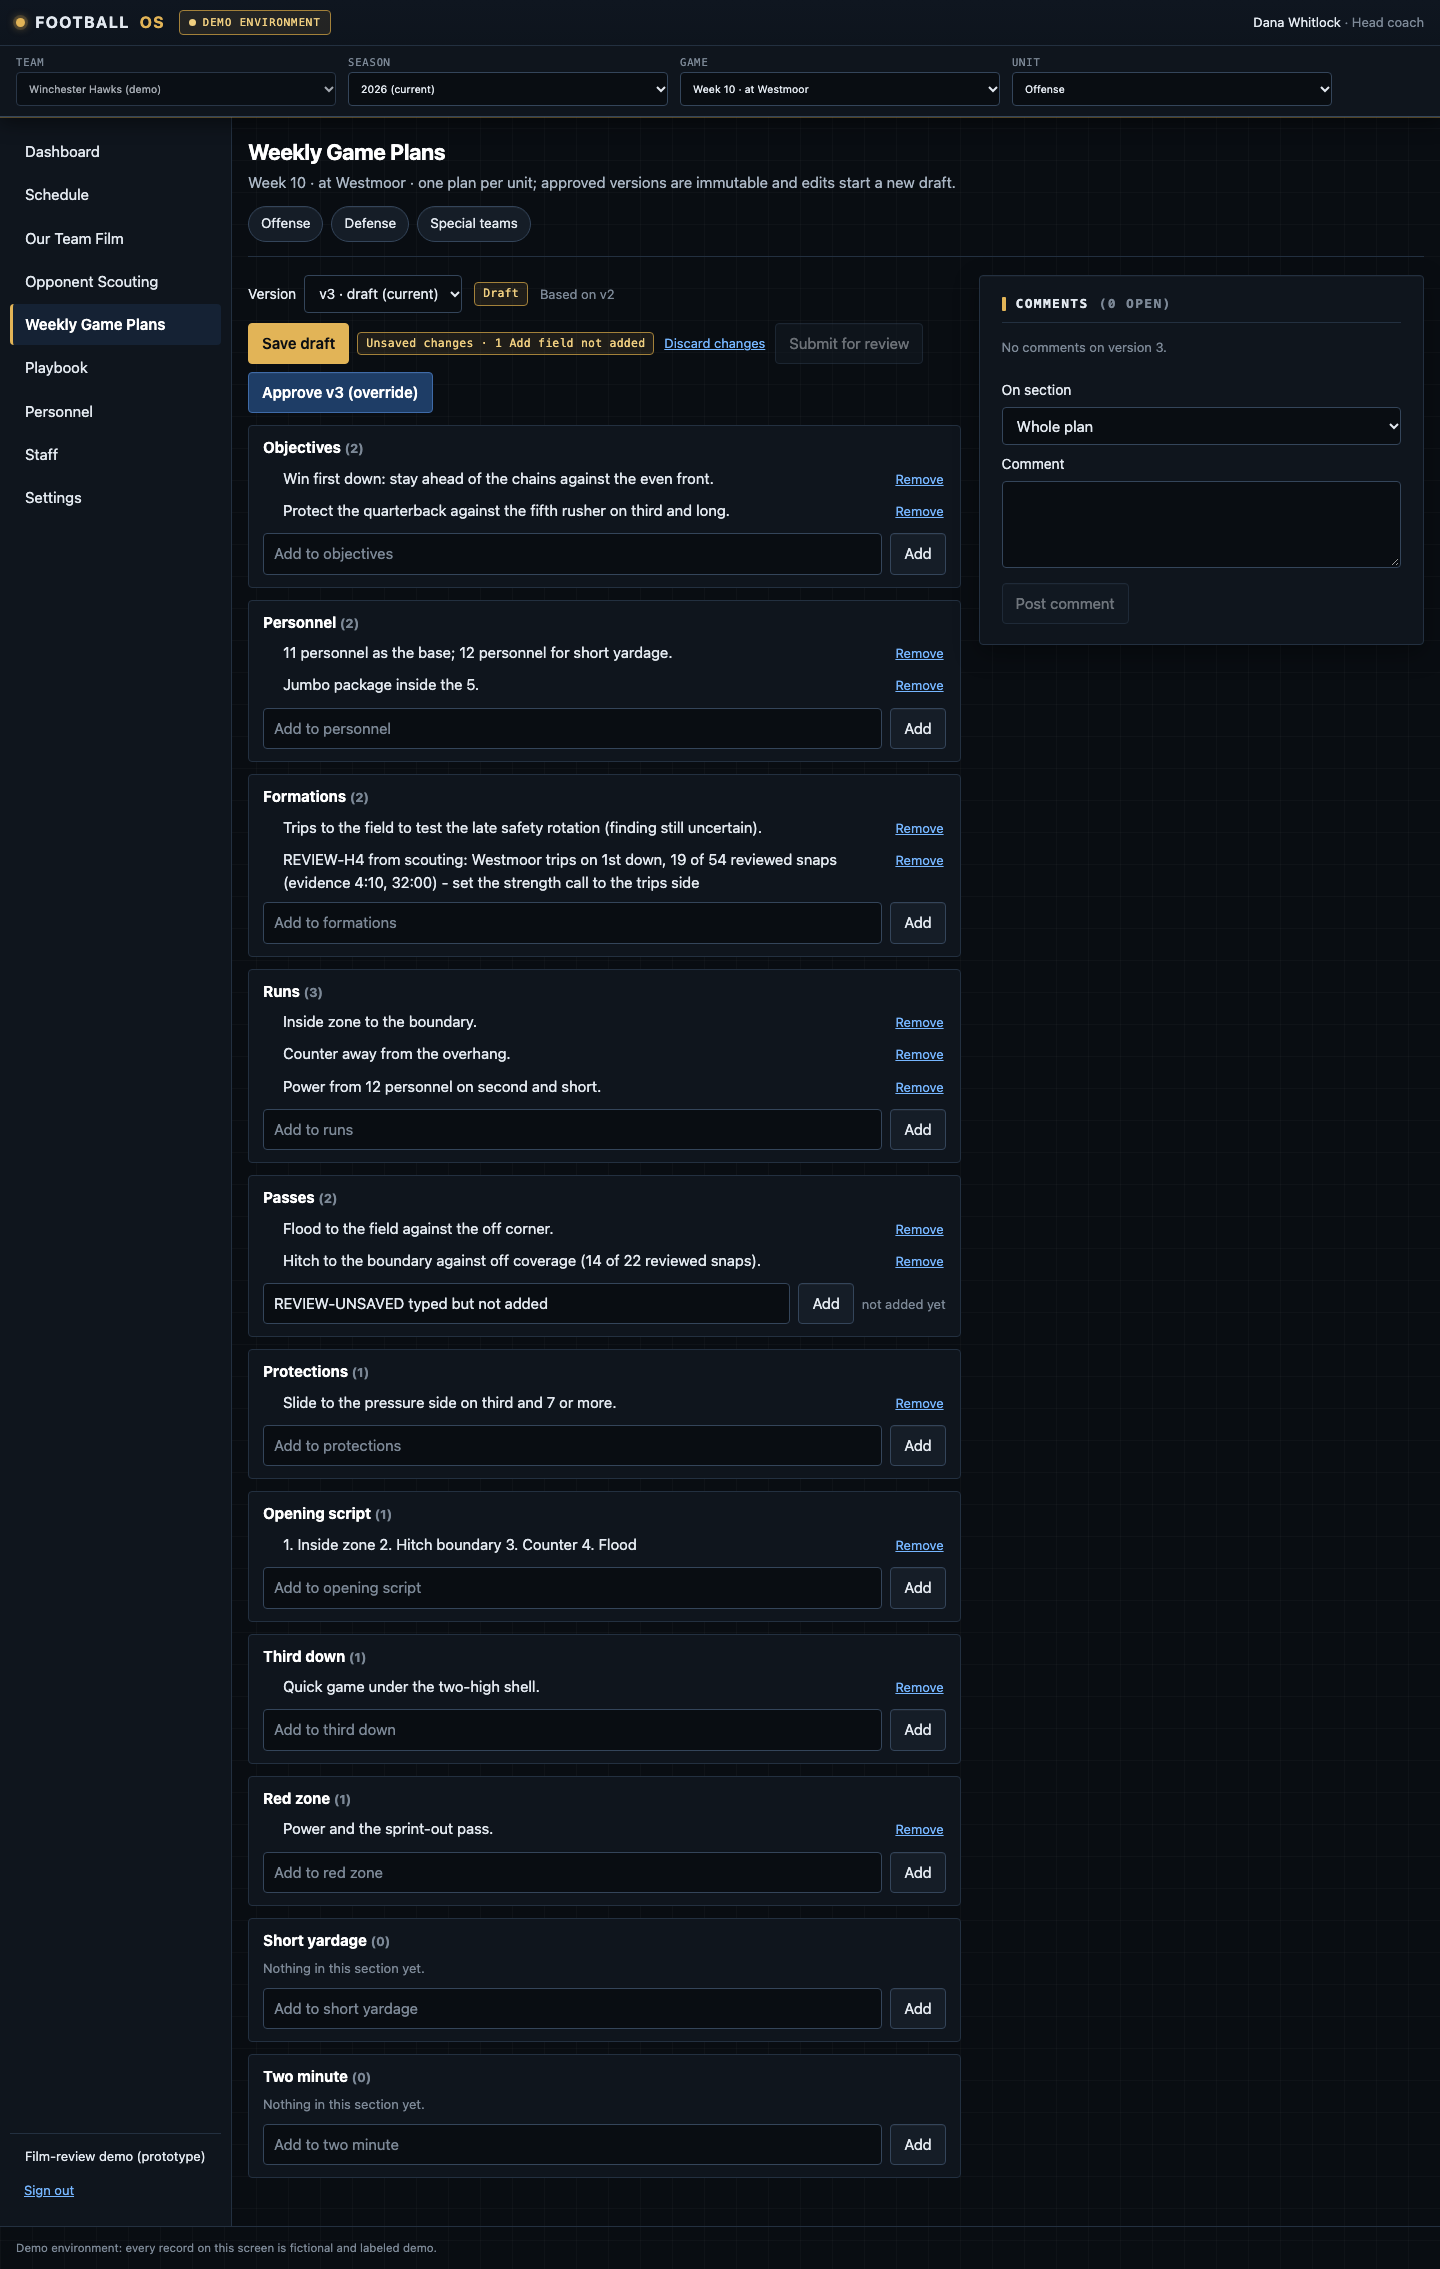 FOOTBALL OS
DEMO ENVIRONMENT
Dana Whitlock · Head coach
TEAM
Winchester Hawks (demo)
SEASON
2026 (current)
GAME
Week 10 · at Westmoor
UNIT
Offense
Dashboard
Schedule
Our Team Film
Opponent Scouting
Weekly Game Plans
Playbook
Personnel
Staff
Settings
Film-review demo (prototype)
Sign out
Weekly Game Plans
Week 10 · at Westmoor · one plan per unit; approved versions are immutable and edits start a new draft.
Offense
Defense
Special teams
Version
v3 · draft (current)
Draft
Based on v2
Save draft
Unsaved changes · 1 Add field not added
Discard changes
Submit for review
Approve v3 (override)
Objectives (2)
Win first down: stay ahead of the chains against the even front.
Remove
Protect the quarterback against the fifth rusher on third and long.
Remove
Add to objectives
Add
Personnel (2)
11 personnel as the base; 12 personnel for short yardage.
Remove
Jumbo package inside the 5.
Remove
Add to personnel
Add
Formations (2)
Trips to the field to test the late safety rotation (finding still uncertain).
Remove
REVIEW-H4 from scouting: Westmoor trips on 1st down, 19 of 54 reviewed snaps
(evidence 4:10, 32:00) - set the strength call to the trips side
Remove
Add to formations
Add
Runs (3)
Inside zone to the boundary.
Remove
Counter away from the overhang.
Remove
Power from 12 personnel on second and short.
Remove
Add to runs
Add
Passes (2)
Flood to the field against the off corner.
Remove
Hitch to the boundary against off coverage (14 of 22 reviewed snaps).
Remove
REVIEW-UNSAVED typed but not added
Add
not added yet
Protections (1)
Slide to the pressure side on third and 7 or more.
Remove
Add to protections
Add
Opening script (1)
1. Inside zone 2. Hitch boundary 3. Counter 4. Flood
Remove
Add to opening script
Add
Third down (1)
Quick game under the two-high shell.
Remove
Add to third down
Add
Red zone (1)
Power and the sprint-out pass.
Remove
Add to red zone
Add
Short yardage (0)
Nothing in this section yet.
Add to short yardage
Add
Two minute (0)
Nothing in this section yet.
Add to two minute
Add
COMMENTS (0 OPEN)
No comments on version 3.
On section
Whole plan
Comment
Post comment
Demo environment: every record on this screen is fictional and labeled demo.